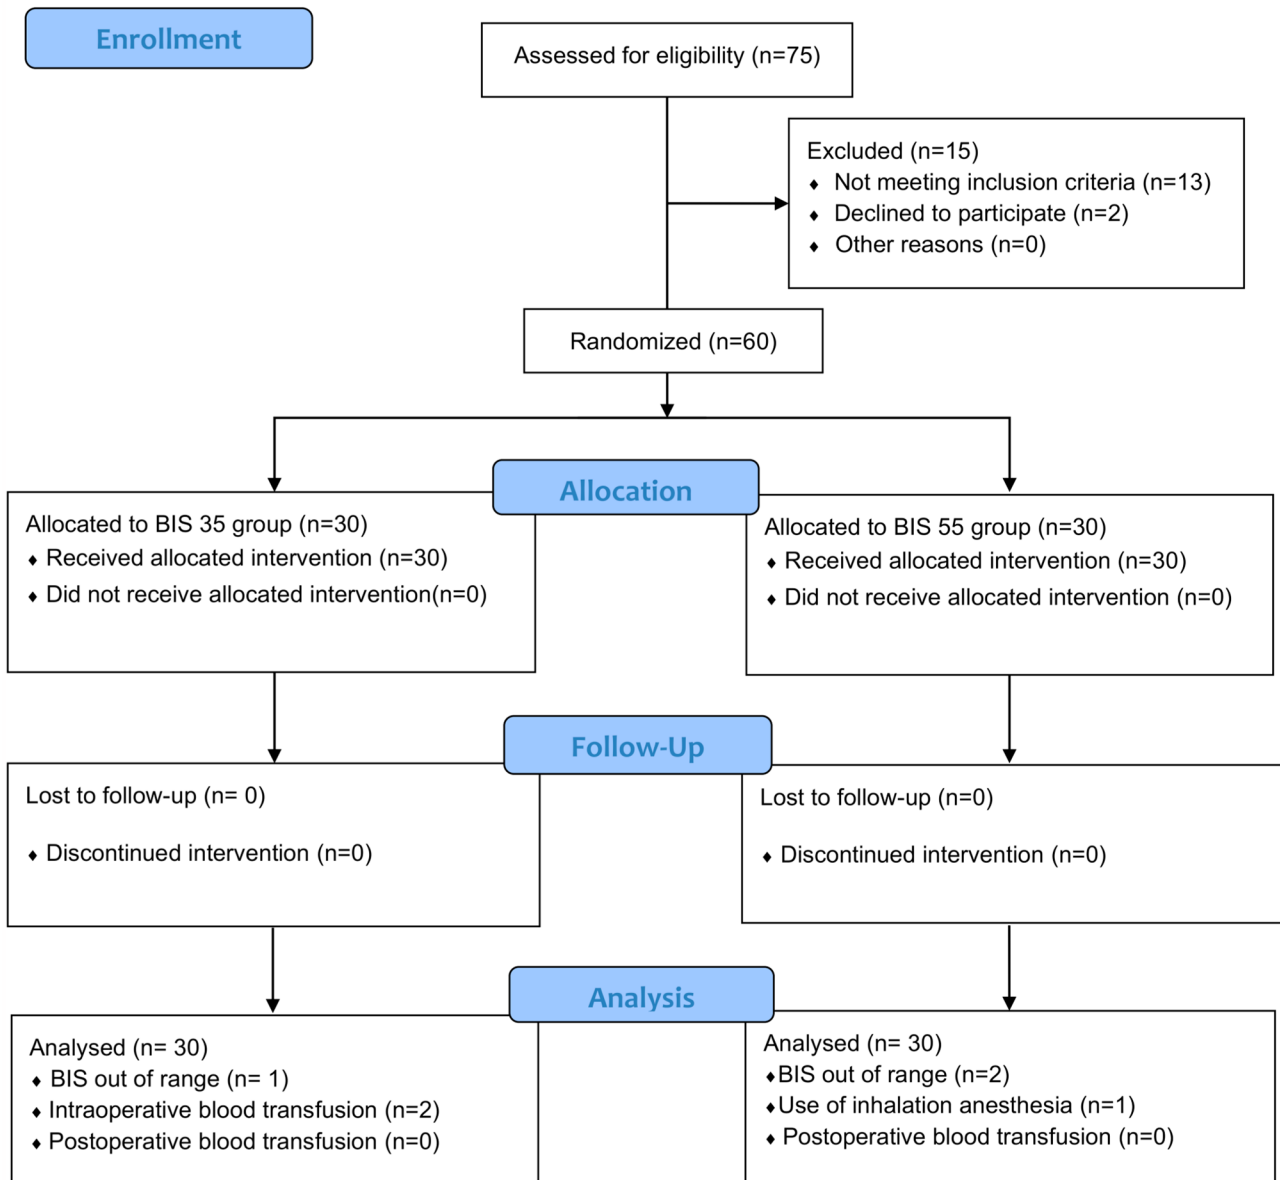 Enrollment
Assessed for eligibility (n=75)
Excluded (n=15)
♦ Not meeting inclusion criteria (n=13)
♦ Declined to participate (n=2)
♦ Other reasons (n=0)
Randomized (n=60)
Allocation
Allocated to BIS 35 group (n=30)
♦ Received allocated intervention (n=30)
♦ Did not receive allocated intervention(n=0)
Allocated to BIS 55 group (n=30)
♦ Received allocated intervention (n=30)
♦ Did not receive allocated intervention (n=0)
Follow-Up
Lost to follow-up (n= 0)
♦ Discontinued intervention (n=0)
Lost to follow-up (n=0)
♦ Discontinued intervention (n=0)
Analysis
Analysed (n= 30)
♦ BIS out of range (n= 1)
♦ Intraoperative blood transfusion (n=2)
♦ Postoperative blood transfusion (n=0)
Analysed (n= 30)
♦BIS out of range (n=2)
♦Use of inhalation anesthesia (n=1)
♦ Postoperative blood transfusion (n=0)